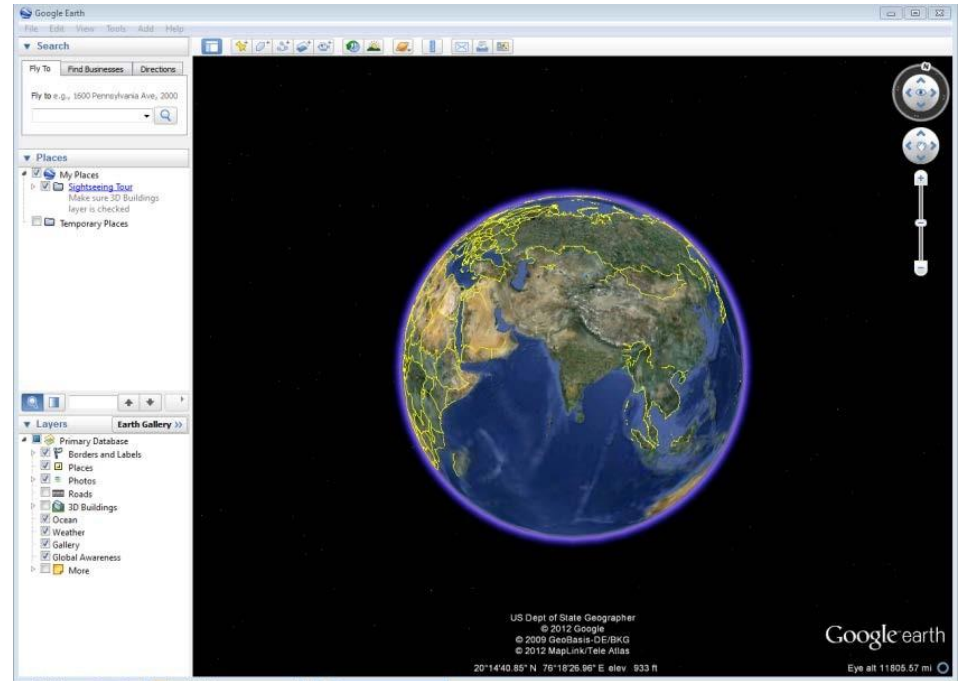 Google Earth
File Edit View Tools Add Help
Search
Fly To Find Businesses Directions
Fly to e.g., 1600 Pennsylvania Ave, 2000
Places
My Places
Sightseeing Tour
Make sure 3D Buildings
layer is checked
Temporary Places
Layers Earth Gallery >>
Primary Database
Borders and Labels
Places
Photos
Roads
3D Buildings
Ocean
Weather
Gallery
Global Awareness
More
N
US Dept of State Geographer
© 2012 Google
© 2009 GeoBasis-DE/BKG
© 2012 MapLink/Tele Atlas
Google earth
20°14'40.85" N 76°18'26.96" E elev 933 ft
Eye alt 11805.57 mi